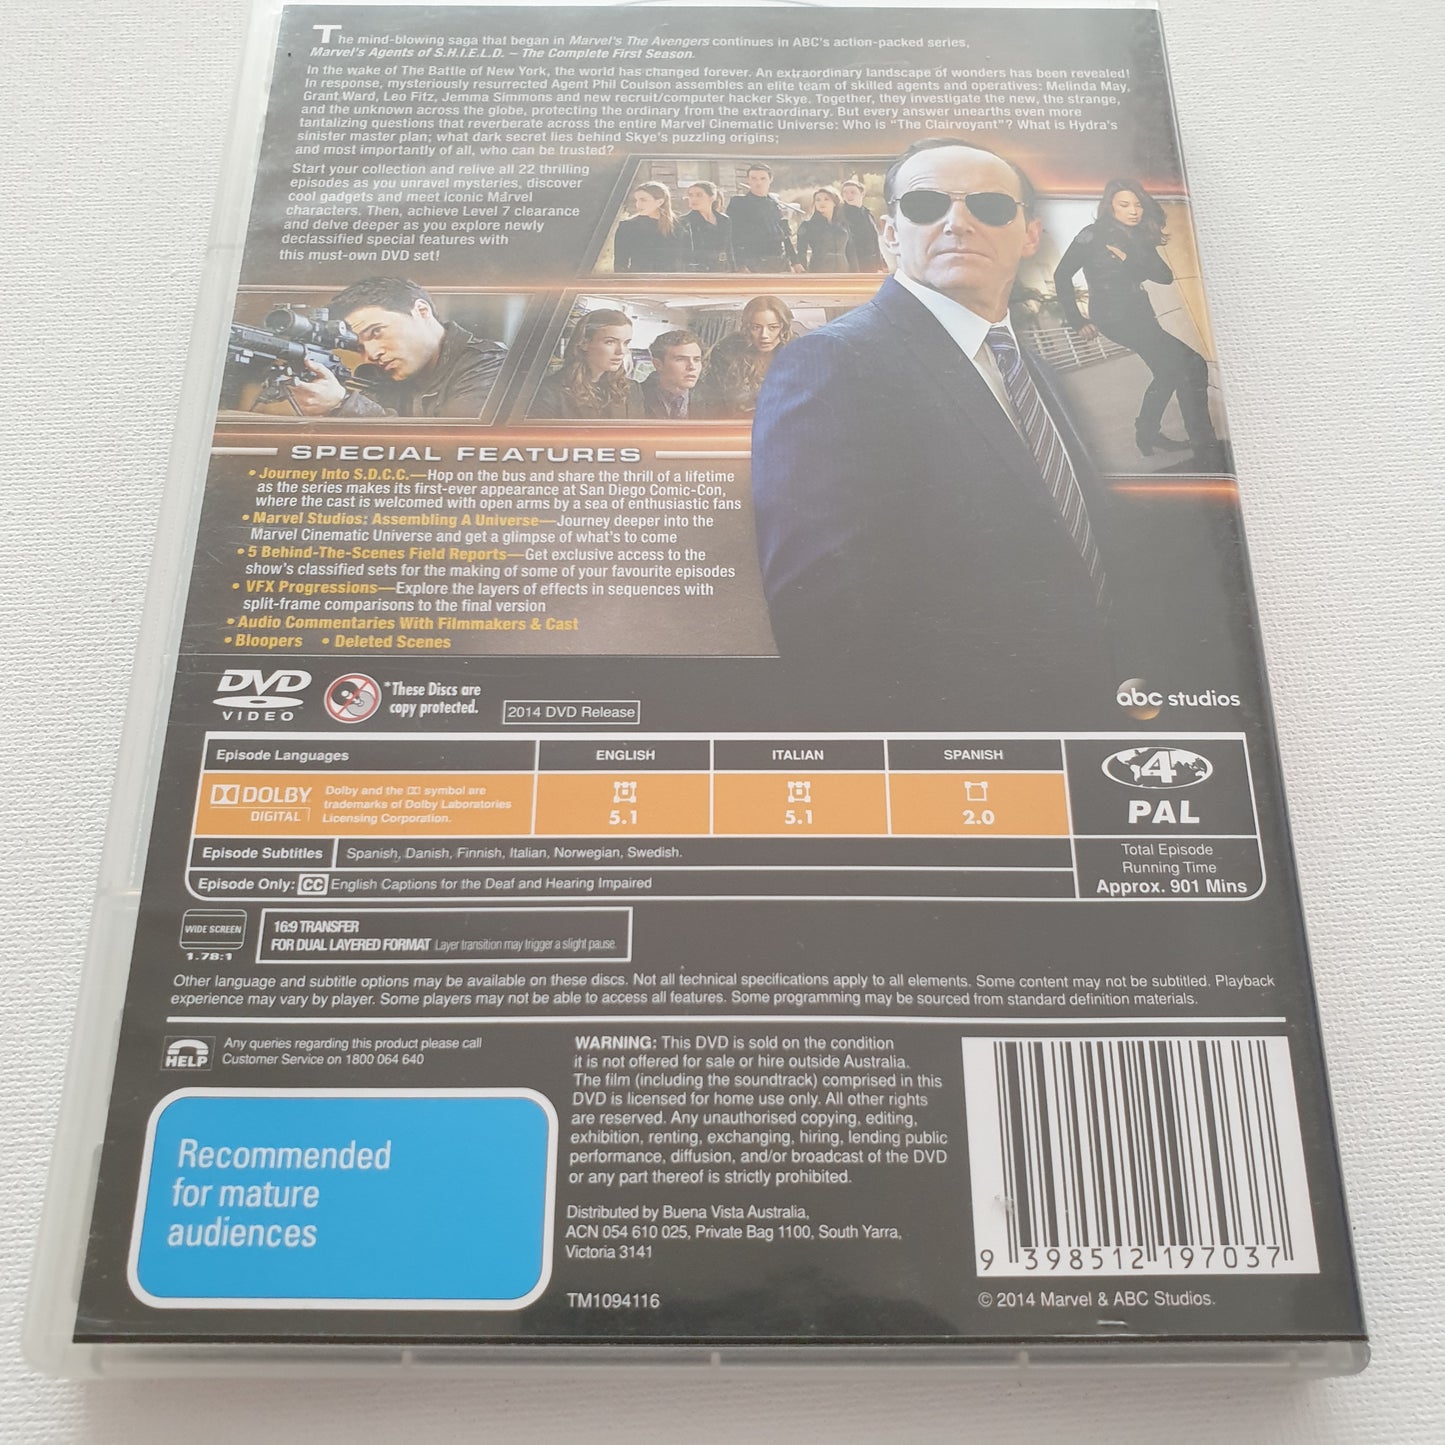 The mind-blowing saga that began in Marvel's The Avengers continues in ABC's action-packed series,
Marvel's Agents of S.H.I.E.L.D. – The Complete First Season.
In the wake of The Battle of New York, the world has changed forever. An extraordinary landscape of wonders has been revealed!
In response, mysteriously resurrected Agent Phil Coulson assembles an elite team of skilled agents and operatives: Melinda May,
Grant Ward, Leo Fitz, Jemma Simmons and new recruit/computer hacker Skye. Together, they investigate the new, the strange,
and the unknown across the globe, protecting the ordinary from the extraordinary. But every answer unearths even more
tantalizing questions that reverberate across the entire Marvel Cinematic Universe: Who is "The Clairvoyant"? What is Hydra's
sinister master plan; what dark secret lies behind Skye's puzzling origins;
and most importantly of all, who can be trusted?
Start your collection and relive all 22 thrilling
episodes as you unravel mysteries, discover
cool gadgets and meet iconic Marvel
characters. Then, achieve Level 7 clearance
and delve deeper as you explore newly
declassified special features with
this must-own DVD set!
SPECIAL FEATURES
• Journey Into S.D.C.C.—Hop on the bus and share the thrill of a lifetime
as the series makes its first-ever appearance at San Diego Comic-Con,
where the cast is welcomed with open arms by a sea of enthusiastic fans
• Marvel Studios: Assembling A Universe—Journey deeper into the
Marvel Cinematic Universe and get a glimpse of what's to come
• 5 Behind-The-Scenes Field Reports—Get exclusive access to the
show's classified sets for the making of some of your favourite episodes
• VFX Progressions—Explore the layers of effects in sequences with
split-frame comparisons to the final version
• Audio Commentaries With Filmmakers & Cast
• Bloopers • Deleted Scenes
DVD
VIDEO
*These Discs are
copy protected.
2014 DVD Release
abc studios
Episode Languages ENGLISH ITALIAN SPANISH
DOLBY
DIGITAL
Dolby and the DD symbol are
trademarks of Dolby Laboratories
Licensing Corporation.
5.1 5.1 2.0
4
PAL
Episode Subtitles Spanish, Danish, Finnish, Italian, Norwegian, Swedish.
Episode Only: CC English Captions for the Deaf and Hearing Impaired
Total Episode
Running Time
Approx. 901 Mins
WIDE SCREEN
1.78:1
16:9 TRANSFER
FOR DUAL LAYERED FORMAT Layer transition may trigger a slight pause.
Other language and subtitle options may be available on these discs. Not all technical specifications apply to all elements. Some content may not be subtitled. Playback
experience may vary by player. Some players may not be able to access all features. Some programming may be sourced from standard definition materials.
HELP
Any queries regarding this product please call
Customer Service on 1800 064 640
Recommended
for mature
audiences
WARNING: This DVD is sold on the condition
it is not offered for sale or hire outside Australia.
The film (including the soundtrack) comprised in this
DVD is licensed for home use only. All other rights
are reserved. Any unauthorised copying, editing,
exhibition, renting, exchanging, hiring, lending public
performance, diffusion, and/or broadcast of the DVD
or any part thereof is strictly prohibited.
Distributed by Buena Vista Australia,
ACN 054 610 025, Private Bag 1100, South Yarra,
Victoria 3141
TM1094116
9 398512 197037
© 2014 Marvel & ABC Studios.